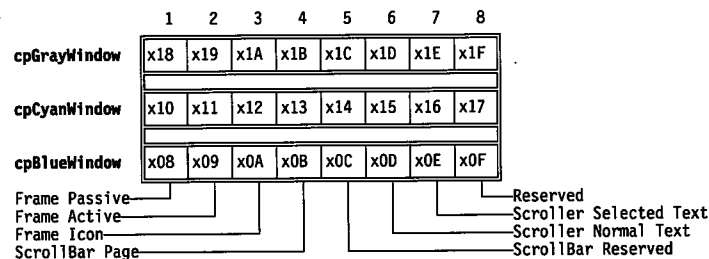 1 2 3 4 5 6 7 8
cpGrayWindow x18 x19 x1A x1B x1C x1D x1E x1F
cpCyanWindow x10 x11 x12 x13 x14 x15 x16 x17
cpBlueWindow x08 x09 x0A x0B x0C x0D x0E x0F
Frame Passive Reserved
Frame Active Scroller Selected Text
Frame Icon Scroller Normal Text
ScrollBar Page ScrollBar Reserved